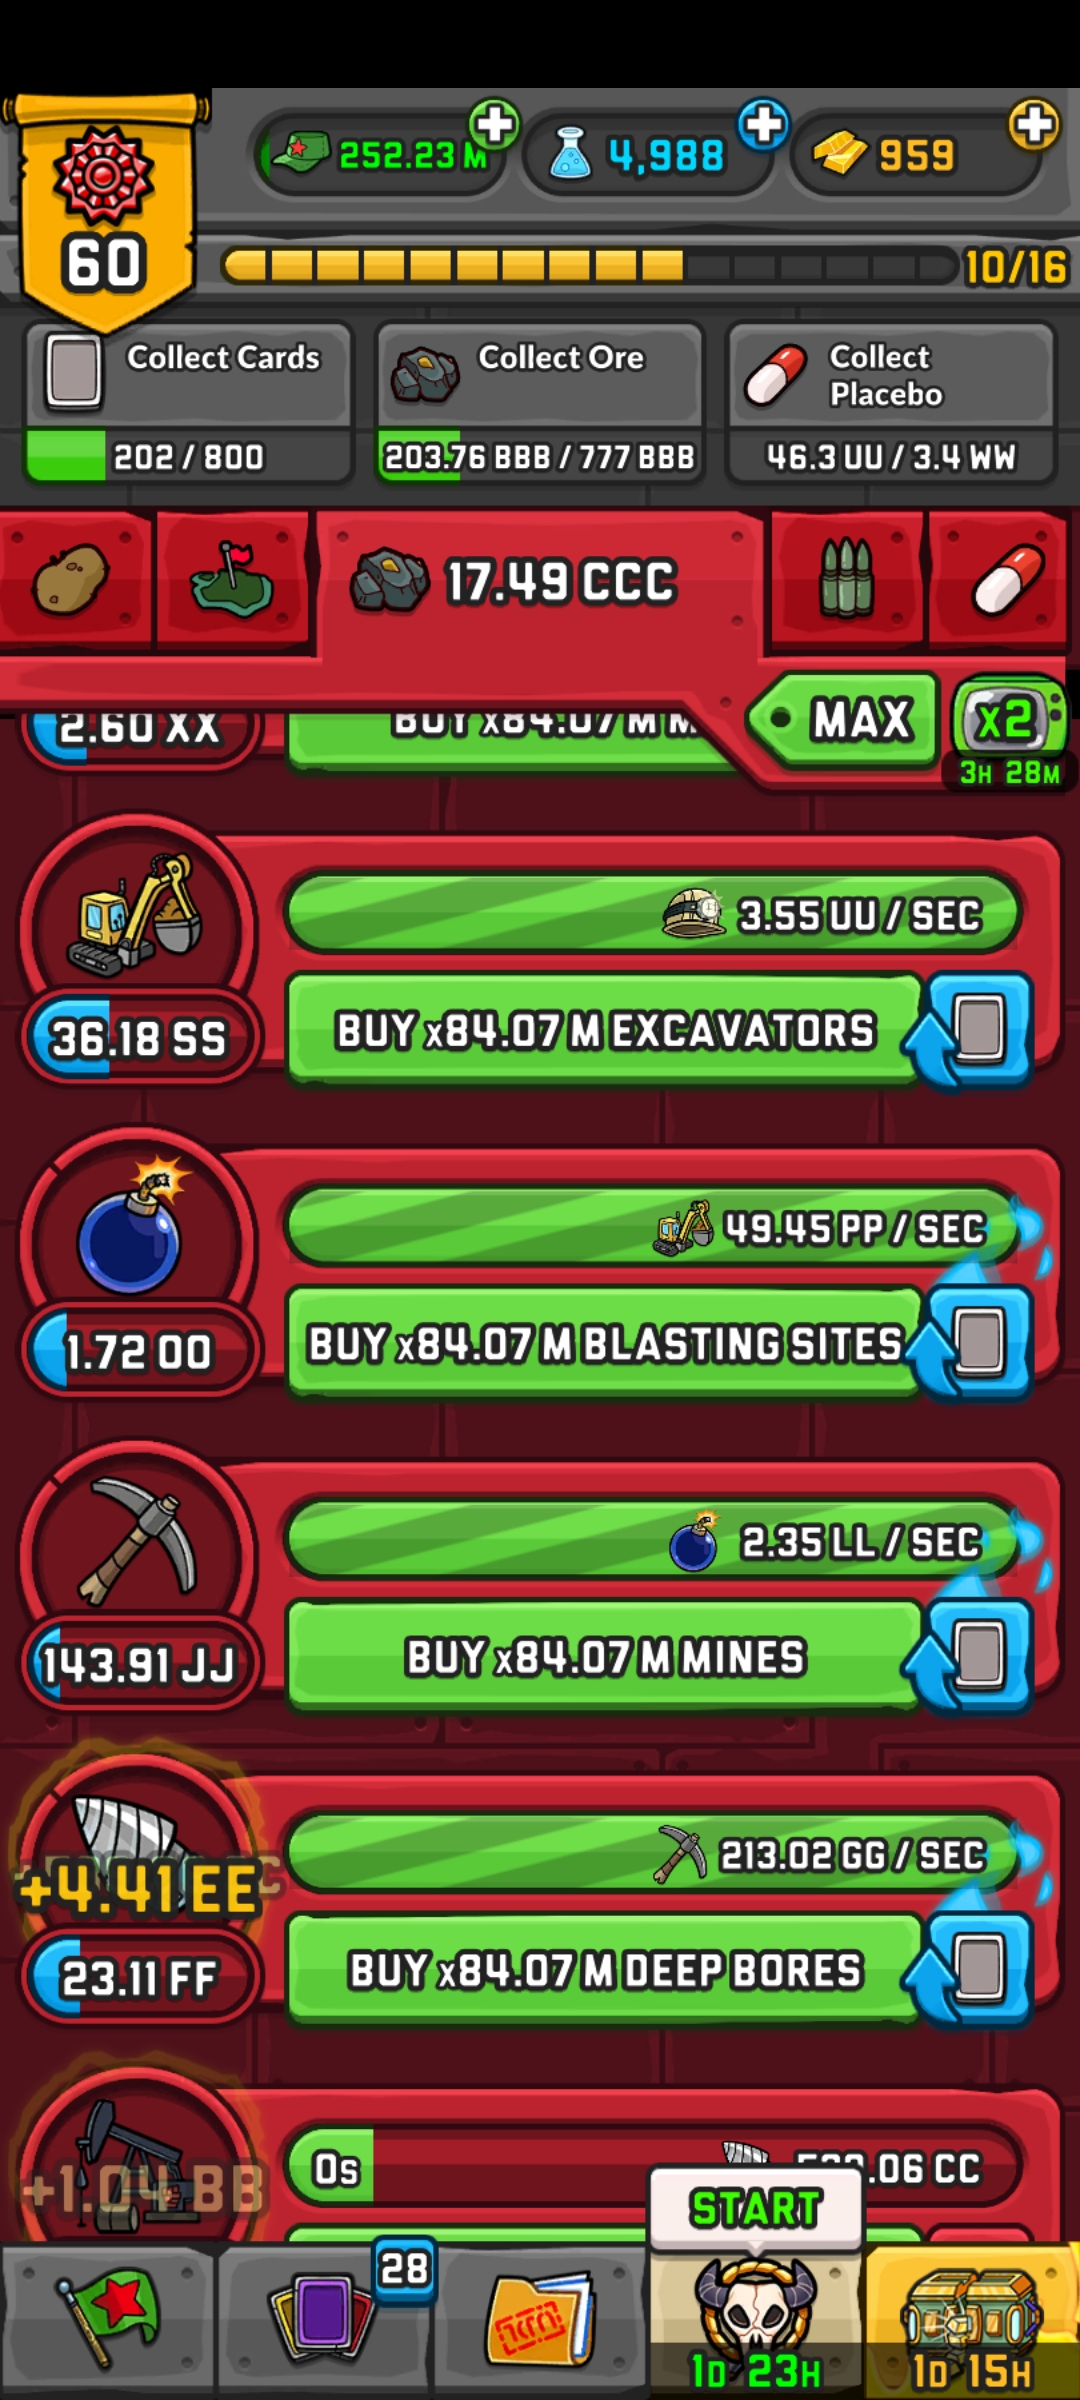 252.23 M
4,988
959
60
10/16
Collect Cards
Collect Ore
Collect
Placebo
202 / 800
203.76 BBB / 777 BBB
46.3 UU / 3.4 WW
17.49 CCC
MAX
x2
3H 28M
2.60 XX
BUY x84.07 M M
3.55 UU / SEC
36.18 SS
BUY x84.07 M EXCAVATORS
49.45 PP / SEC
1.72 OO
BUY x84.07 M BLASTING SITES
2.35 LL / SEC
143.91 JJ
BUY x84.07 M MINES
213.02 GG / SEC
+4.41 EE
23.11 FF
BUY x84.07 M DEEP BORES
0s
.06 CC
+1.04 BB
START
28
1D 23H
1D 15H